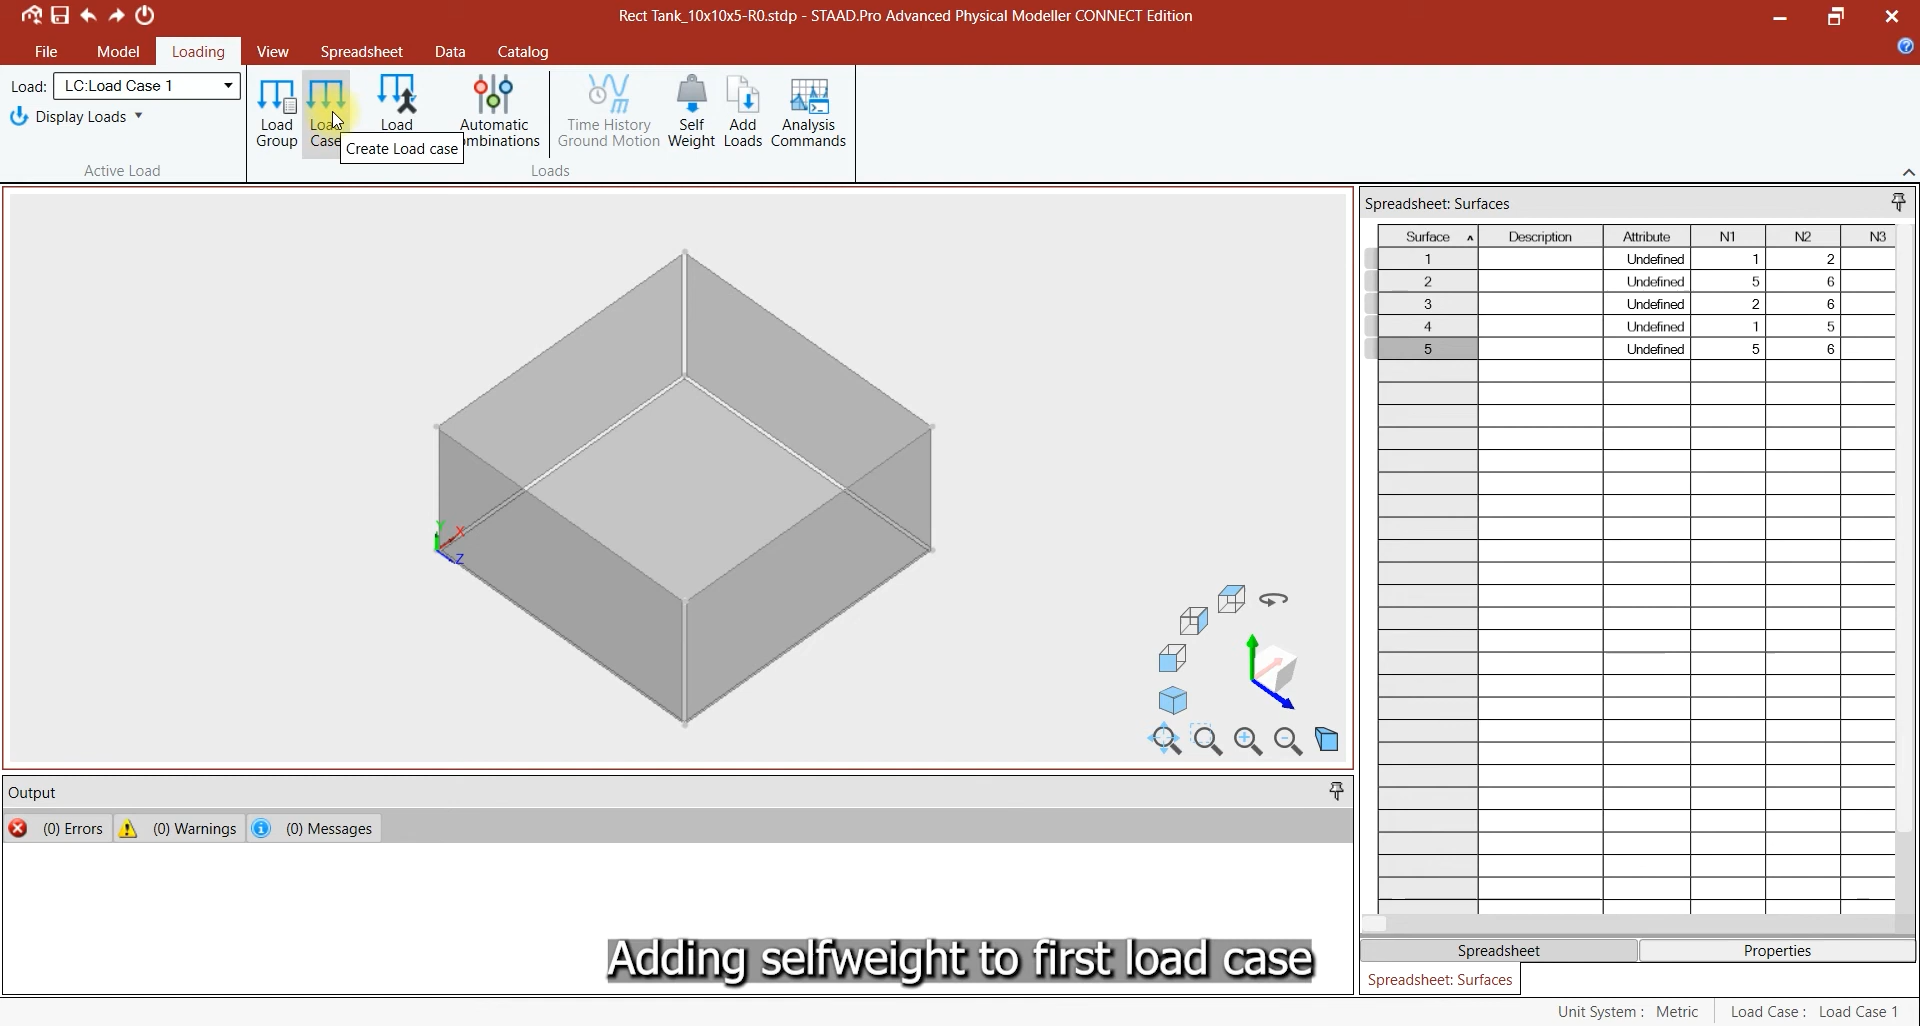 Rect Tank_10x10x5-R0.stdp - STAAD.Pro Advanced Physical Modeller CONNECT Edition
File Model Loading View Spreadsheet Data Catalog
Load: LC:Load Case 1
Display Loads
Active Load
Load Group
Load Case
Load
Automatic
mbinations
Time History Ground Motion
Self Weight
Add Loads
Analysis Commands
Create Load case
Loads
Spreadsheet: Surfaces
Surface Description Attribute N1 N2 N3
1 Undefined 1 2
2 Undefined 5 6
3 Undefined 2 6
4 Undefined 1 5
5 Undefined 5 6
Y X
Z
Output
(0) Errors (0) Warnings (0) Messages
Adding selfweight to first load case
Spreadsheet Properties
Spreadsheet: Surfaces
Unit System : Metric Load Case : Load Case 1